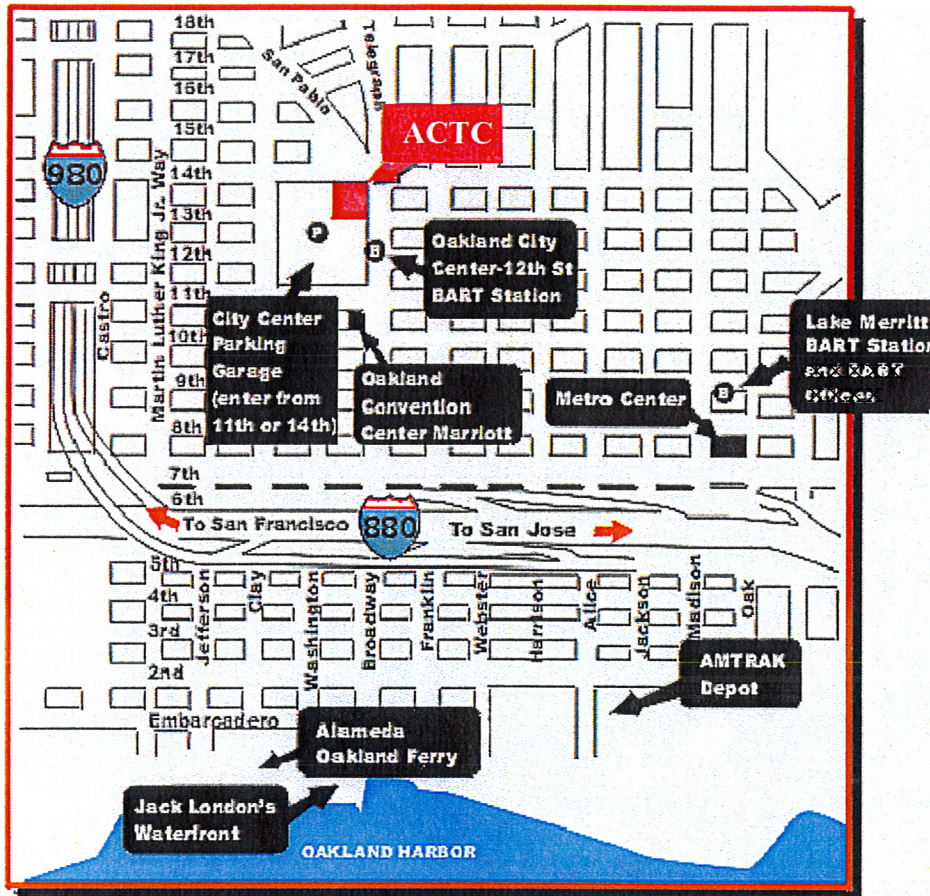 18th
17th
16th
15th
14th
13th
12th
11th
10th
9th
8th
7th
6th
5th
4th
3rd
2nd
Embarcadero
San Pablo
Telegraph
ACTC
980
Martin Luther King Jr. Way
Castro
P
B
Oakland City
Center-12th St
BART Station
City Center
Parking
Garage
(enter from
11th or 14th)
Oakland
Convention
Center Marriott
Metro Center
B
Lake Merritt
BART Station
and BART
To San Francisco
880
To San Jose
Jefferson
Clay
Washington
Broadway
Franklin
Webster
Harrison
Alice
Jackson
Madison
Oak
AMTRAK
Depot
Alameda
Oakland Ferry
Jack London's
Waterfront
OAKLAND HARBOR